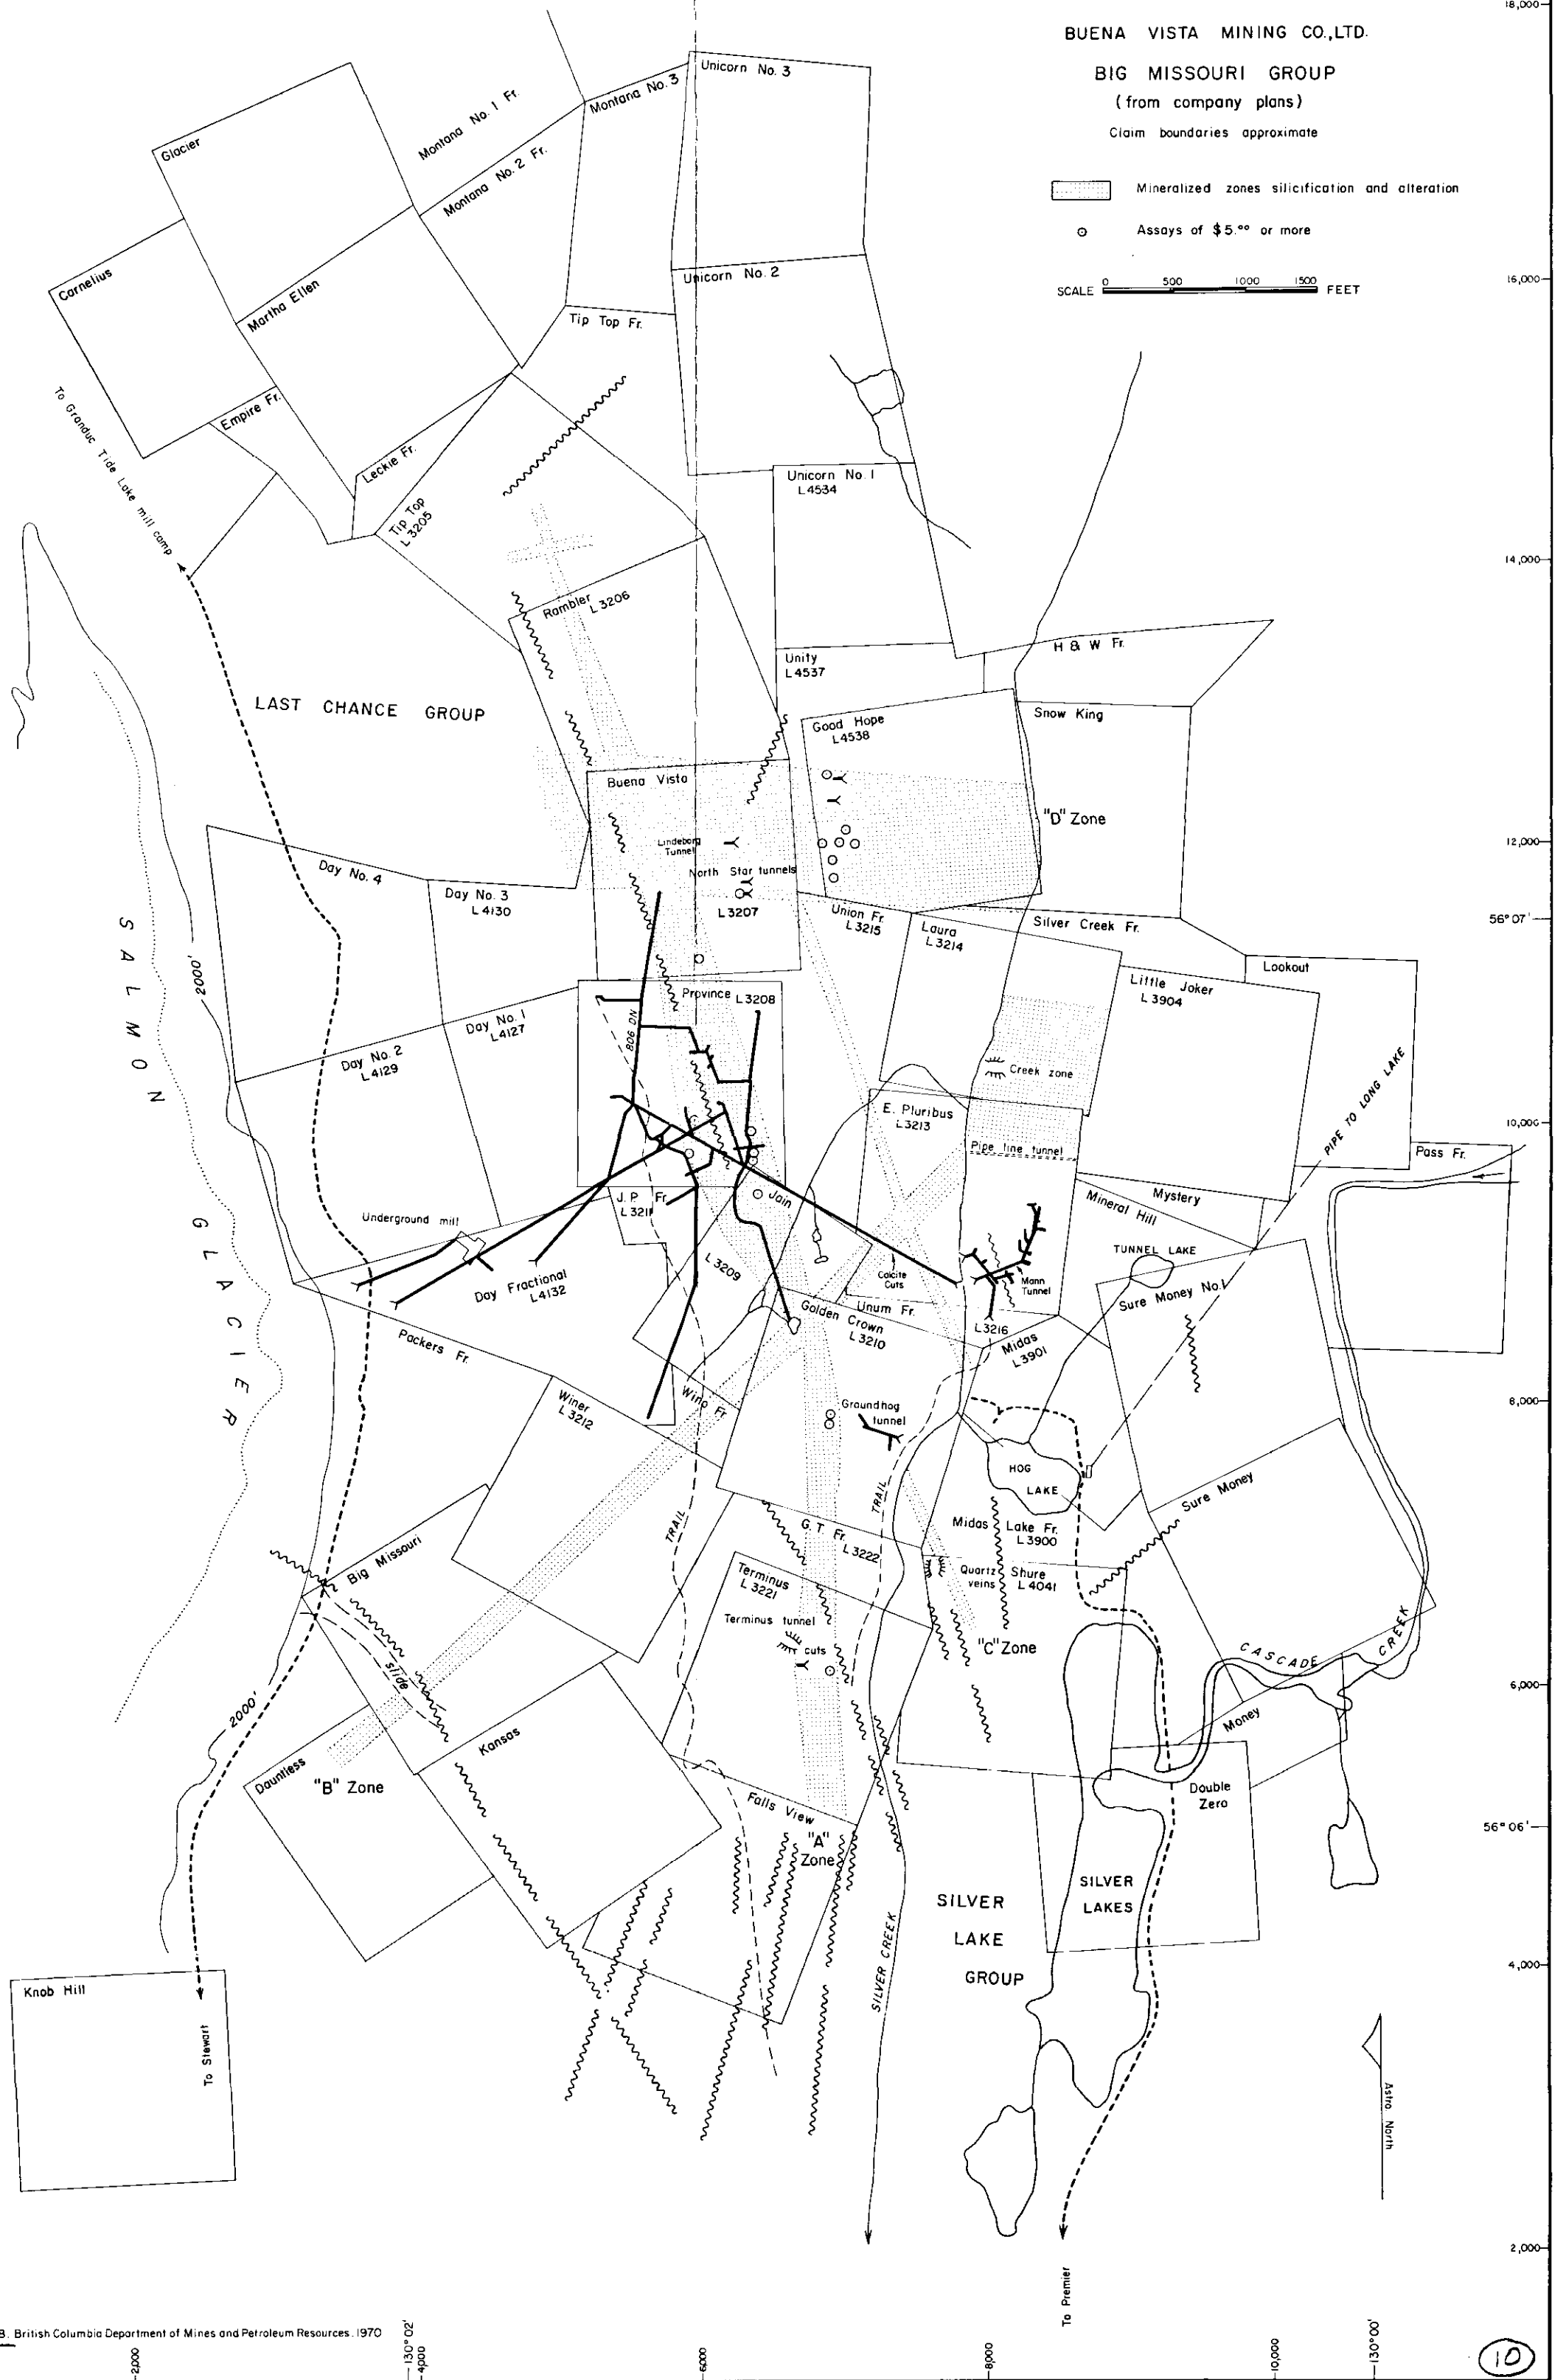 18,000
BUENA VISTA MINING CO., LTD.
BIG MISSOURI GROUP
(from company plans)
Claim boundaries approximate
Mineralized zones silicification and alteration
Assays of $5.00 or more
SCALE 0 500 1000 1500 FEET
16,000
14,000
12,000
56° 07'
10,000
8,000
6,000
56° 06'
4,000
2,000
Glacier
Montana No. 1 Fr.
Montana No. 2 Fr.
Montana No. 3
Unicorn No. 3
Cornelius
Martha Ellen
Unicorn No. 2
Tip Top Fr.
Empire Fr.
To Granduc Tide Lake mill camp
Leckie Fr.
Tip Top
L 3205
Unicorn No. 1
L 4534
Rambler L 3206
Unity
L 4537
H & W Fr.
LAST CHANCE GROUP
Good Hope
L 4538
Snow King
Buena Vista
"D" Zone
Lindeborg
Tunnel
North Star tunnels
L 3207
Day No. 4
Day No. 3
L 4130
Union Fr.
L 3215
Laura
L 3214
Silver Creek Fr.
Lookout
Little Joker
L 3904
SALMON GLACIER
2000'
Province L 3208
806 ND
Day No. 1
L 4127
Day No. 2
L 4129
Creek zone
E. Pluribus
L 3213
Pipe line tunnel
PIPE TO LONG LAKE
Pass Fr.
J. P. Fr.
L 3211
Jain
Mystery
Mineral Hill
TUNNEL LAKE
Underground mill
Day Fractional
L 4132
L 3209
Calcite
Cuts
Mann
Tunnel
Sure Money No. 1
Unum Fr.
Golden Crown
L 3210
L 3216
Midas
L 3901
Packers Fr.
Winer
L 3212
Wino Fr
Groundhog
tunnel
HOG
LAKE
TRAIL
TRAIL
Sure Money
G. T. Fr.
L 3222
Midas Lake Fr.
L 3900
Big Missouri
Terminus
L 3221
Quartz
veins
Shure
L 4041
Terminus tunnel
cuts
"C" Zone
slide
CASCADE CREEK
2000'
Kansas
Money
Dauntless
"B" Zone
Double
Zero
Falls View
"A"
Zone
SILVER
LAKES
SILVER
LAKE
GROUP
SILVER CREEK
Knob Hill
To Stewart
Astro North
To Premier
B. British Columbia Department of Mines and Petroleum Resources. 1970
2,000
130° 02'
4,000
6,000
8,000
10,000
130° 00'
10